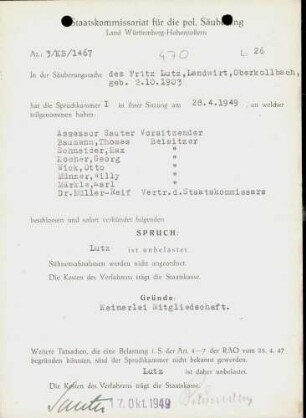 Staatskommissariat für die pol. Säuberung
Land Württemberg-Hohenzollern
Az.: 3/KB/1467
470
L. 26
In der Säuberungssache des Fritz Lutz, Landwirt, Oberkollbach,
geb. 2.10.1903
hat die Spruchkammer I in ihrer Sitzung am 28.4.1949, an welcher
teilgenommen haben:
Assessor Sauter Vorsitzender
Baumann, Thomas Beisitzer
Schneider, Max "
Kocher, Georg "
Wick, Otto "
Minner, Willy "
Märkle, Karl "
Dr. Müller-Reif Vertr.d.Staatskommissars
beschlossen und sofort verkündet folgenden
SPRUCH:
Lutz ist unbelastet.
Sühnemaßnahmen werden nicht angeordnet.
Die Kosten des Verfahrens trägt die Staatskasse.
Gründe:
Keinerlei Mitgliedschaft.
Weitere Tatsachen, die eine Belastung i. S. der Art. 4—7 der RAO vom 25. 4. 47
begründen könnten, sind der Spruchkammer nicht bekannt geworden.
Lutz ist daher unbelastet.
Die Kosten des Verfahrens trägt die Staatskasse.
Sauter
17. Okt. 1949